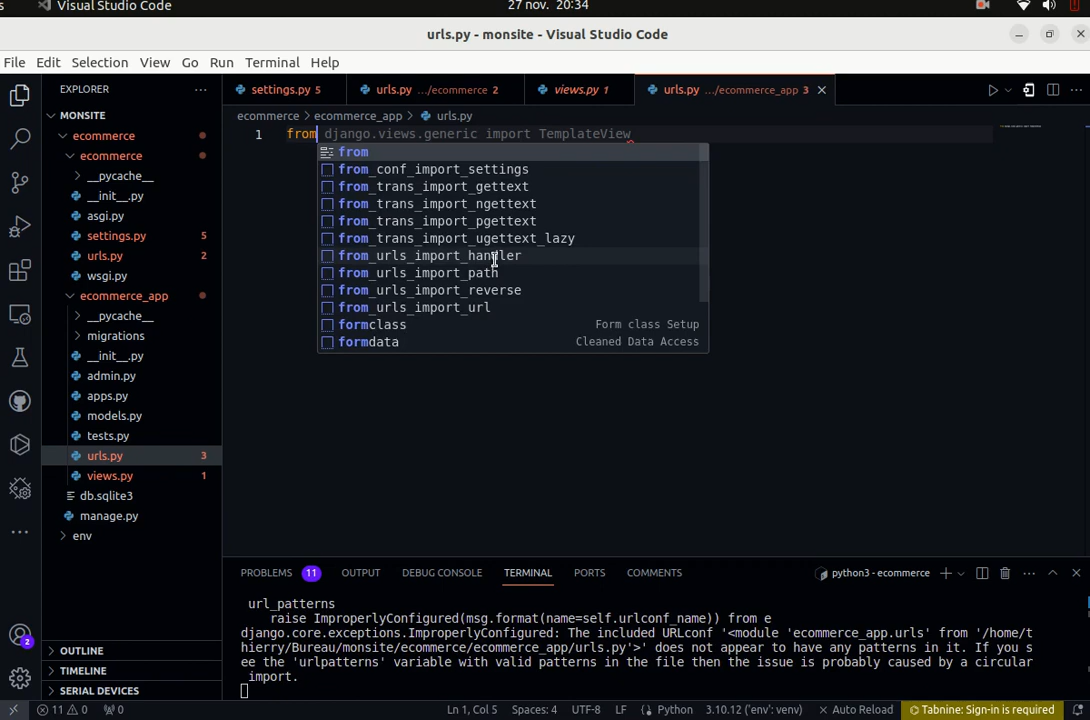 s Visual Studio Code 27 nov. 20:34
urls.py - monsite - Visual Studio Code
File Edit Selection View Go Run Terminal Help
EXPLORER ···
settings.py 5
urls.py .../ecommerce 2
views.py 1
urls.py .../ecommerce_app 3
MONSITE
ecommerce
ecommerce
__pycache__
__init__.py
asgi.py
settings.py 5
urls.py 2
wsgi.py
ecommerce_app
__pycache__
migrations
__init__.py
admin.py
apps.py
models.py
tests.py
urls.py 3
views.py 1
db.sqlite3
manage.py
env
OUTLINE
TIMELINE
SERIAL DEVICES
ecommerce > ecommerce_app > urls.py
1 from django.views.generic import TemplateView
from
from_conf_import_settings
from_trans_import_gettext
from_trans_import_ngettext
from_trans_import_pgettext
from_trans_import_ugettext_lazy
from_urls_import_handler
from_urls_import_path
from_urls_import_reverse
from_urls_import_url
formclass Form class Setup
formdata Cleaned Data Access
PROBLEMS 11 OUTPUT DEBUG CONSOLE TERMINAL PORTS COMMENTS python3 - ecommerce
url_patterns
raise ImproperlyConfigured(msg.format(name=self.urlconf_name)) from e
django.core.exceptions.ImproperlyConfigured: The included URLconf '<module 'ecommerce_app.urls' from '/home/t
hierry/Bureau/monsite/ecommerce/ecommerce_app/urls.py'>' does not appear to have any patterns in it. If you s
ee the 'urlpatterns' variable with valid patterns in the file then the issue is probably caused by a circular
import.
2
11 0 0 Ln 1, Col 5 Spaces: 4 UTF-8 LF Python 3.10.12 ('env': venv) Auto Reload Tabnine: Sign-in is required